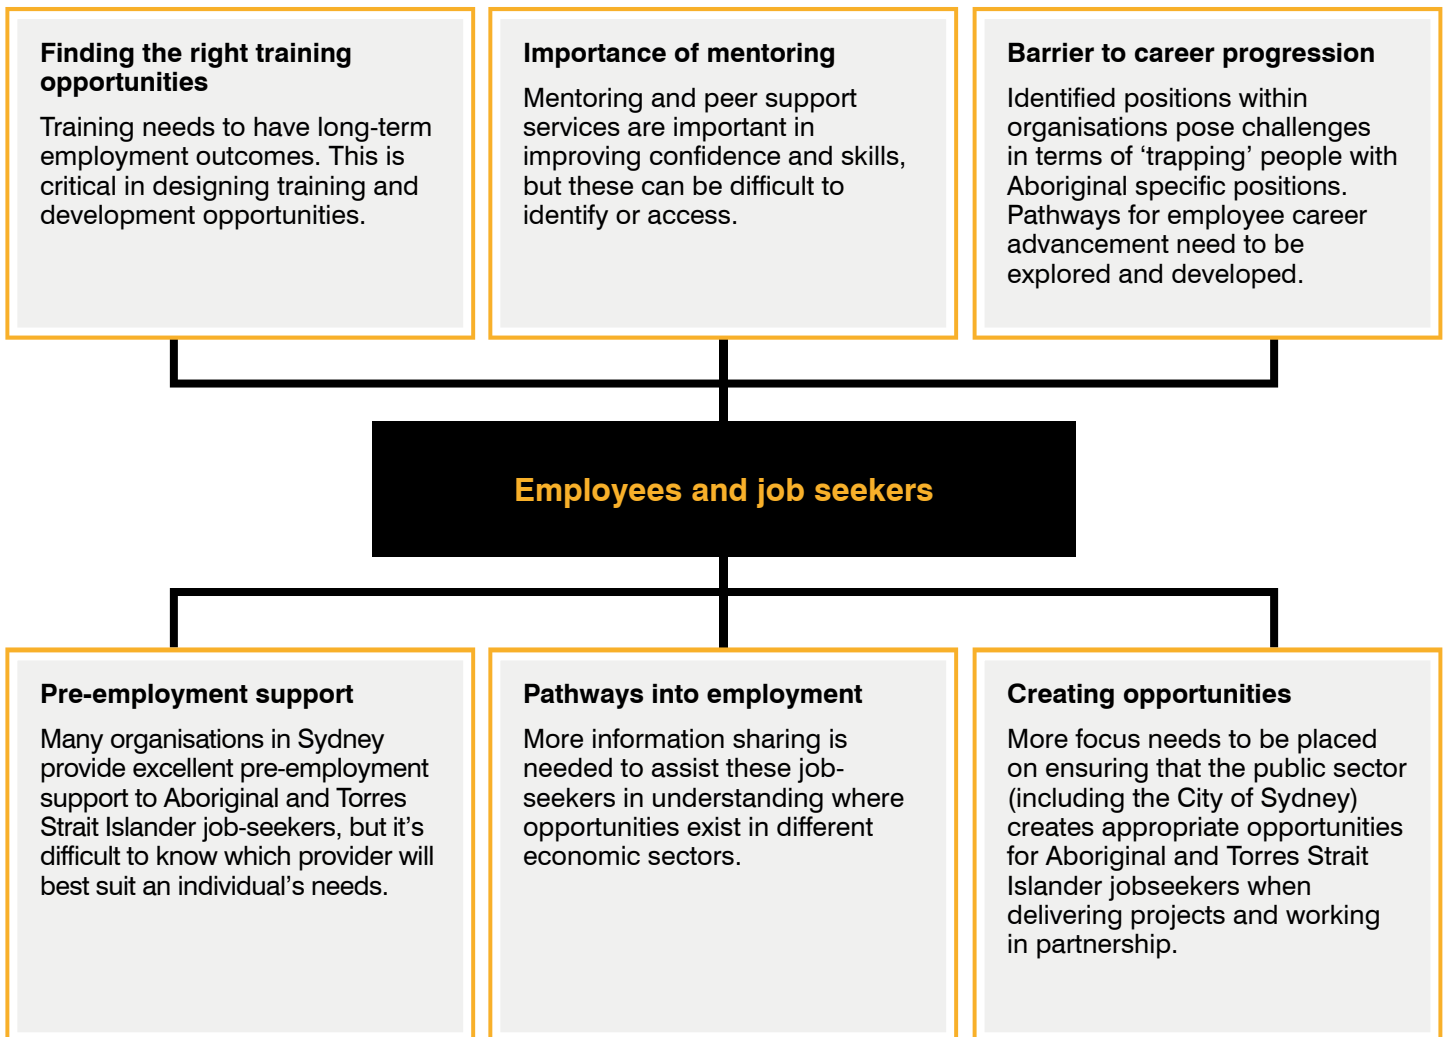 Finding the right training
opportunities
Training needs to have long-term
employment outcomes. This is
critical in designing training and
development opportunities.
Importance of mentoring
Mentoring and peer support
services are important in
improving confidence and skills,
but these can be difficult to
identify or access.
Barrier to career progression
Identified positions within
organisations pose challenges
in terms of ‘trapping’ people with
Aboriginal specific positions.
Pathways for employee career
advancement need to be
explored and developed.
Employees and job seekers
Pre-employment support
Many organisations in Sydney
provide excellent pre-employment
support to Aboriginal and Torres
Strait Islander job-seekers, but it’s
difficult to know which provider will
best suit an individual’s needs.
Pathways into employment
More information sharing is
needed to assist these job-
seekers in understanding where
opportunities exist in different
economic sectors.
Creating opportunities
More focus needs to be placed
on ensuring that the public sector
(including the City of Sydney)
creates appropriate opportunities
for Aboriginal and Torres Strait
Islander jobseekers when
delivering projects and working
in partnership.